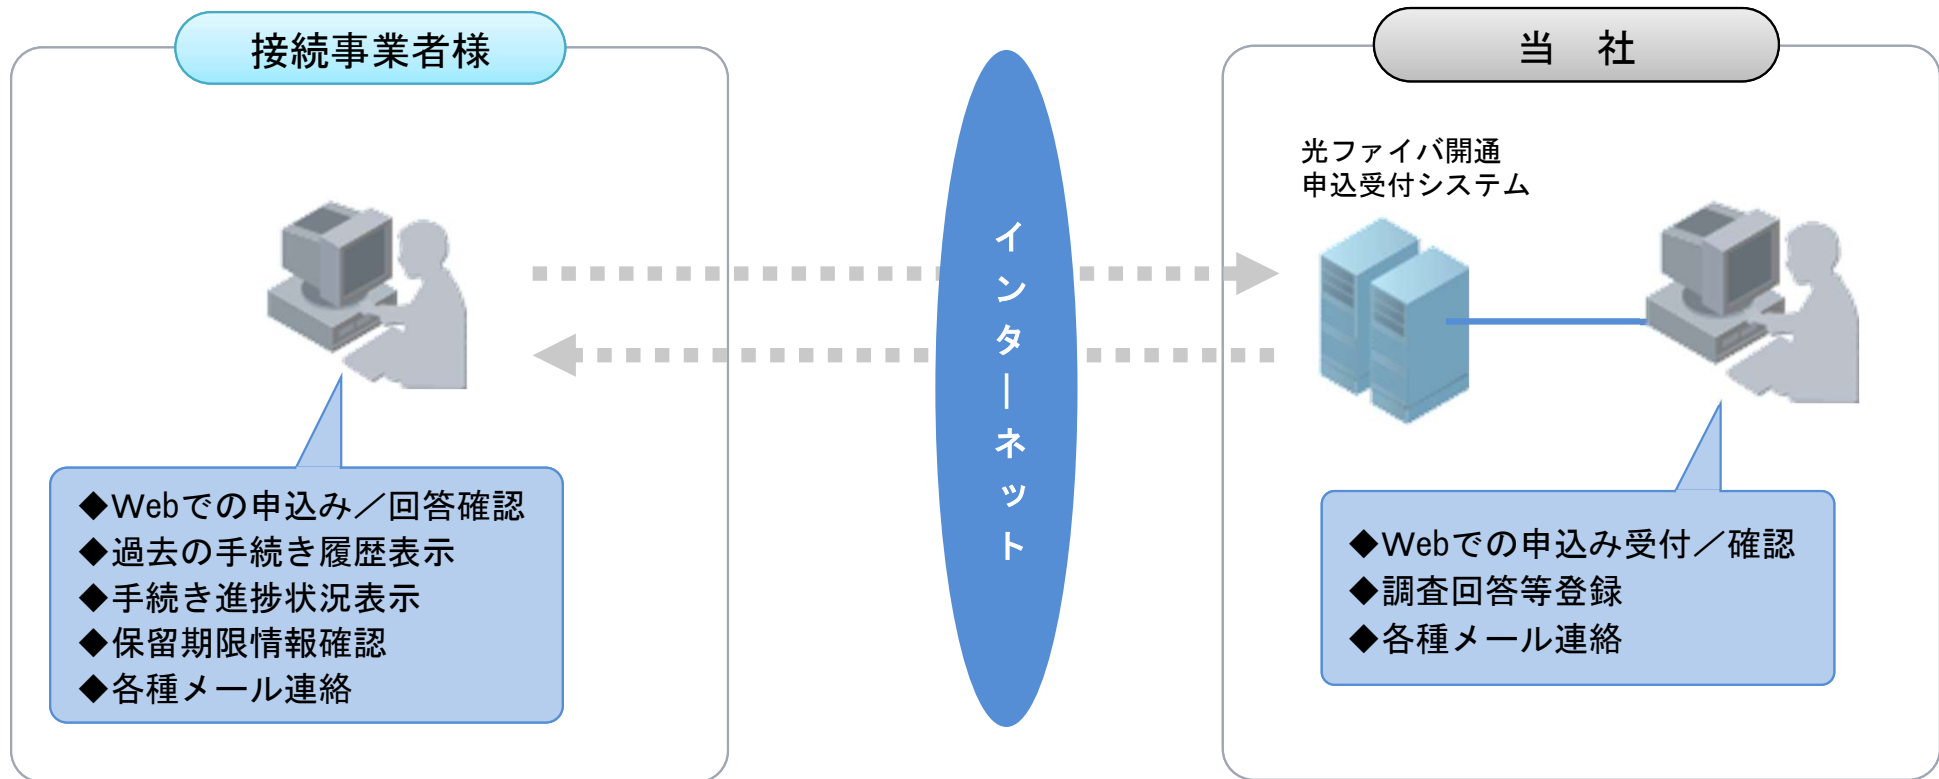 接続事業者様
◆Webでの申込み／回答確認
◆過去の手続き履歴表示
◆手続き進捗状況表示
◆保留期限情報確認
◆各種メール連絡
インターネット
当　社
光ファイバ開通
申込受付システム
◆Webでの申込み受付／確認
◆調査回答等登録
◆各種メール連絡